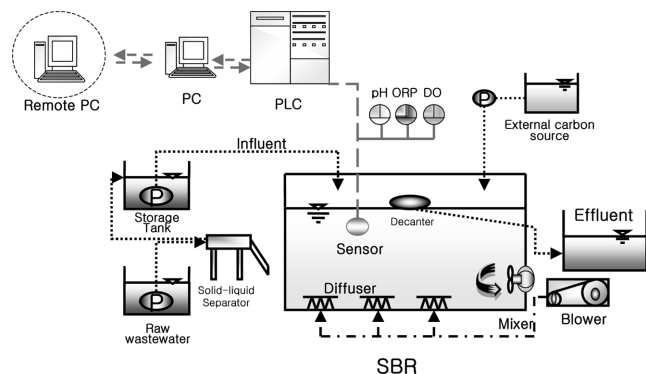 Remote PC
PC
PLC
pH ORP DO
P
External carbon
source
Influent
P
Storage
Tank
Decanter
Sensor
Effluent
Solid-liquid
Separator
P
Diffuser
Raw
wastewater
Mixer
Blower
SBR